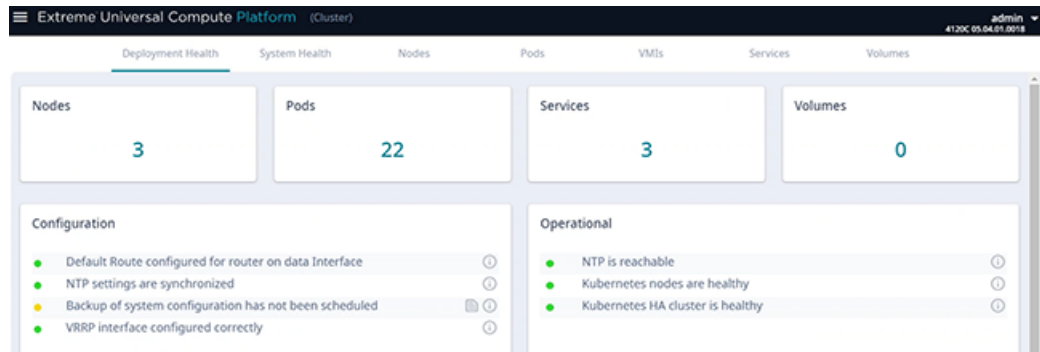 Extreme Universal Compute Platform (Cluster)
admin
4120C 05.04.01.0018
Deployment Health System Health Nodes Pods VMIs Services Volumes
Nodes
3
Pods
22
Services
3
Volumes
0
Configuration
Default Route configured for router on data Interface
NTP settings are synchronized
Backup of system configuration has not been scheduled
VRRP interface configured correctly
Operational
NTP is reachable
Kubernetes nodes are healthy
Kubernetes HA cluster is healthy